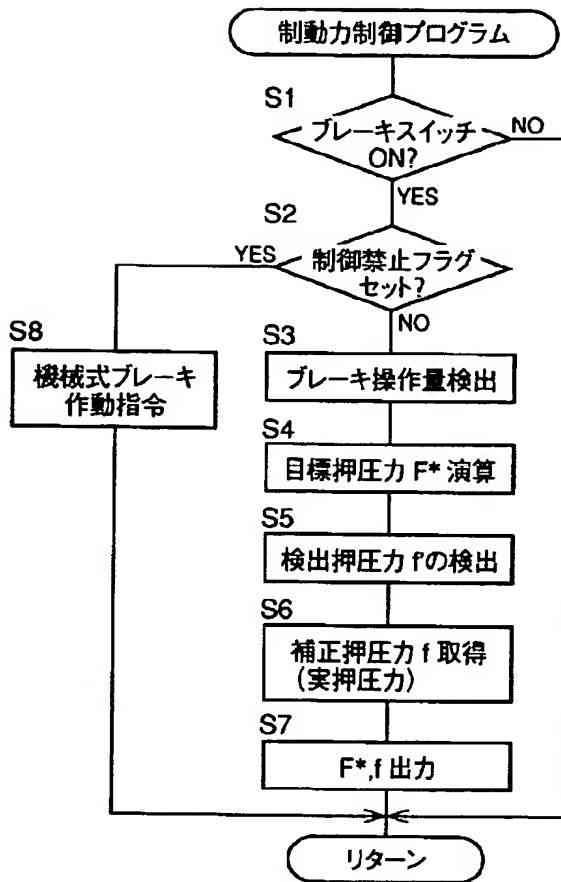 制動力制御プログラム
S1
ブレーキスイッチ
ON?
NO
YES
S2
制御禁止フラグ
セット?
YES
NO
S8
機械式ブレーキ
作動指令
S3
ブレーキ操作量検出
S4
目標押圧力 F* 演算
S5
検出押圧力 f'の検出
S6
補正押圧力 f 取得
(実押圧力)
S7
F*,f 出力
リターン